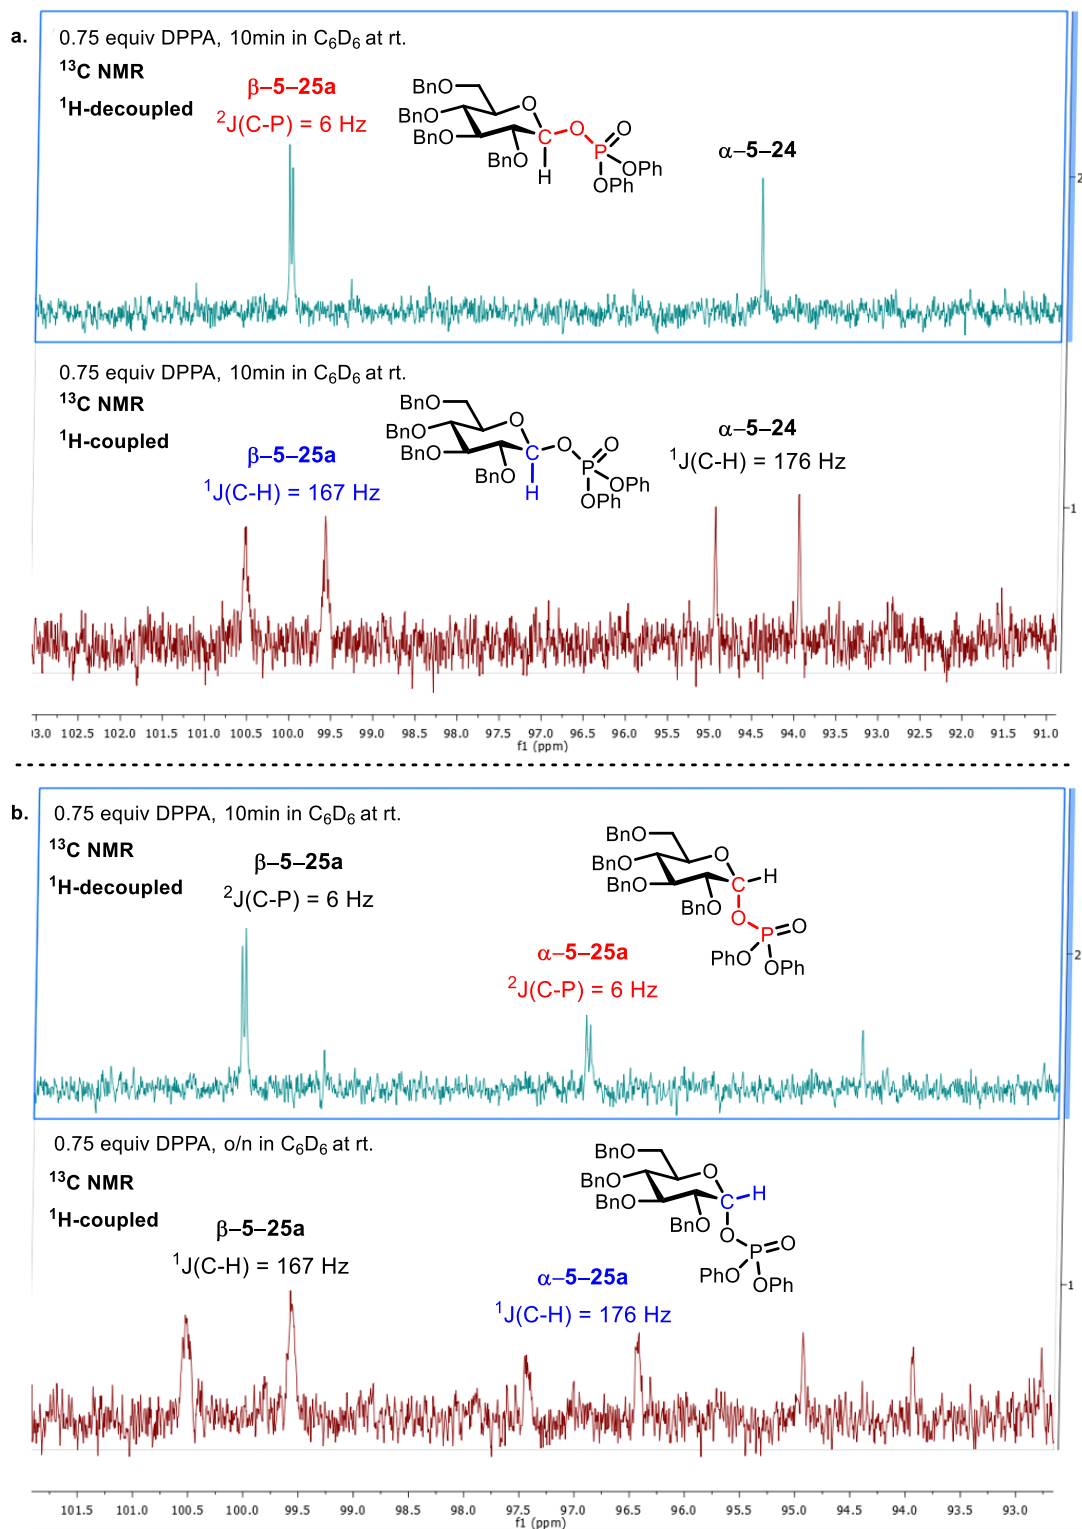 a.
0.75 equiv DPPA, 10min in C₆D₆ at rt.
¹³C NMR
¹H-decoupled
β–5–25a
²J(C-P) = 6 Hz
BnO
O
BnO
BnO
BnO
C
O
P
O
OPh
OPh
H
α–5–24
2
0.75 equiv DPPA, 10min in C₆D₆ at rt.
¹³C NMR
¹H-coupled
β–5–25a
¹J(C-H) = 167 Hz
BnO
O
BnO
BnO
BnO
C
O
P
O
OPh
OPh
H
α–5–24
¹J(C-H) = 176 Hz
1
3.0 102.5 102.0 101.5 101.0 100.5 100.0 99.5 99.0 98.5 98.0 97.5 97.0 96.5 96.0 95.5 95.0 94.5 94.0 93.5 93.0 92.5 92.0 91.5 91.0
f1 (ppm)
b.
0.75 equiv DPPA, 10min in C₆D₆ at rt.
¹³C NMR
¹H-decoupled
β–5–25a
²J(C-P) = 6 Hz
α–5–25a
²J(C-P) = 6 Hz
BnO
O
BnO
BnO
BnO
C
H
O
P
O
PhO
OPh
2
0.75 equiv DPPA, o/n in C₆D₆ at rt.
¹³C NMR
¹H-coupled
β–5–25a
¹J(C-H) = 167 Hz
α–5–25a
¹J(C-H) = 176 Hz
BnO
O
BnO
BnO
BnO
C
H
O
P
O
PhO
OPh
1
101.5 101.0 100.5 100.0 99.5 99.0 98.5 98.0 97.5 97.0 96.5 96.0 95.5 95.0 94.5 94.0 93.5 93.0
f1 (ppm)